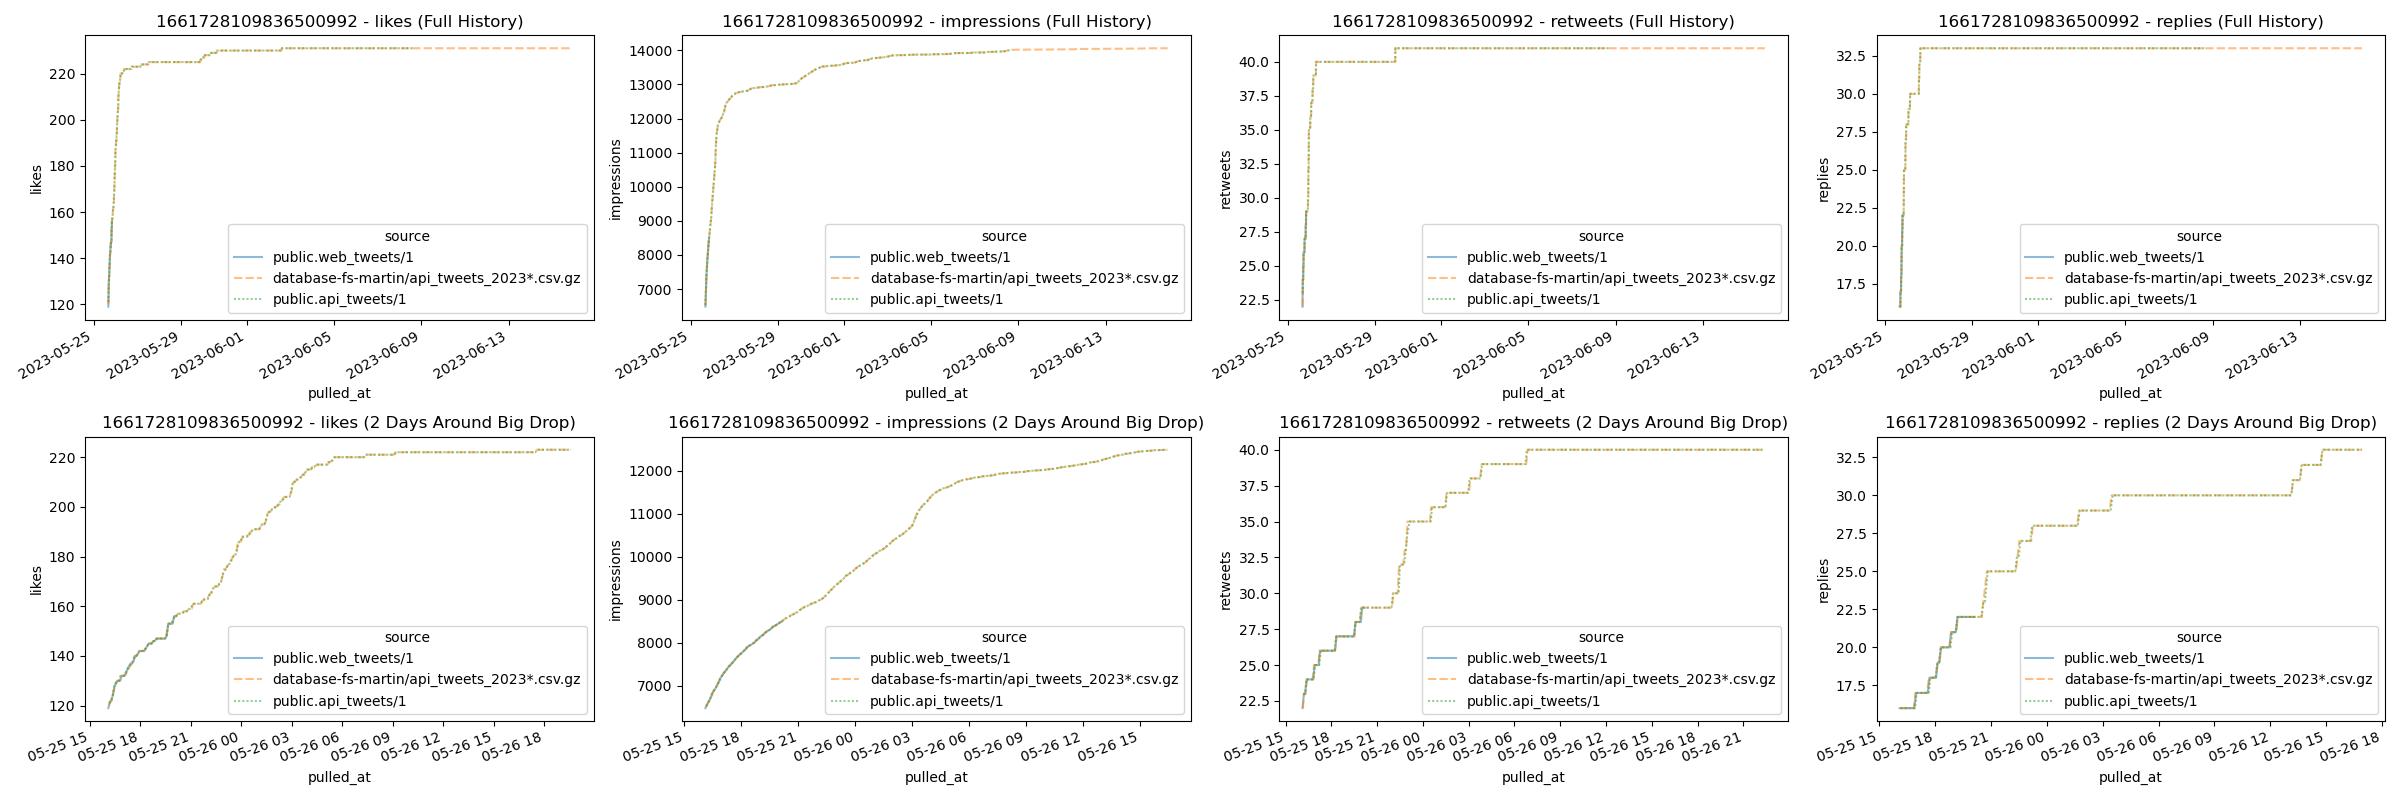 1661728109836500992 - likes (Full History)
likes
220
200
180
160
140
120
source
public.web_tweets/1
database-fs-martin/api_tweets_2023*.csv.gz
public.api_tweets/1
2023-05-25
2023-05-29
2023-06-01
2023-06-05
2023-06-09
2023-06-13
pulled_at
1661728109836500992 - impressions (Full History)
impressions
14000
13000
12000
11000
10000
9000
8000
7000
source
public.web_tweets/1
database-fs-martin/api_tweets_2023*.csv.gz
public.api_tweets/1
2023-05-25
2023-05-29
2023-06-01
2023-06-05
2023-06-09
2023-06-13
pulled_at
1661728109836500992 - retweets (Full History)
retweets
40.0
37.5
35.0
32.5
30.0
27.5
25.0
22.5
source
public.web_tweets/1
database-fs-martin/api_tweets_2023*.csv.gz
public.api_tweets/1
2023-05-25
2023-05-29
2023-06-01
2023-06-05
2023-06-09
2023-06-13
pulled_at
1661728109836500992 - replies (Full History)
replies
32.5
30.0
27.5
25.0
22.5
20.0
17.5
source
public.web_tweets/1
database-fs-martin/api_tweets_2023*.csv.gz
public.api_tweets/1
2023-05-25
2023-05-29
2023-06-01
2023-06-05
2023-06-09
2023-06-13
pulled_at
1661728109836500992 - likes (2 Days Around Big Drop)
likes
220
200
180
160
140
120
source
public.web_tweets/1
database-fs-martin/api_tweets_2023*.csv.gz
public.api_tweets/1
05-25 15
05-25 18
05-25 21
05-26 00
05-26 03
05-26 06
05-26 09
05-26 12
05-26 15
05-26 18
pulled_at
1661728109836500992 - impressions (2 Days Around Big Drop)
impressions
12000
11000
10000
9000
8000
7000
source
public.web_tweets/1
database-fs-martin/api_tweets_2023*.csv.gz
public.api_tweets/1
05-25 15
05-25 18
05-25 21
05-26 00
05-26 03
05-26 06
05-26 09
05-26 12
05-26 15
pulled_at
1661728109836500992 - retweets (2 Days Around Big Drop)
retweets
40.0
37.5
35.0
32.5
30.0
27.5
25.0
22.5
source
public.web_tweets/1
database-fs-martin/api_tweets_2023*.csv.gz
public.api_tweets/1
05-25 15
05-25 18
05-25 21
05-26 00
05-26 03
05-26 06
05-26 09
05-26 12
05-26 15
05-26 18
05-26 21
pulled_at
1661728109836500992 - replies (2 Days Around Big Drop)
replies
32.5
30.0
27.5
25.0
22.5
20.0
17.5
source
public.web_tweets/1
database-fs-martin/api_tweets_2023*.csv.gz
public.api_tweets/1
05-25 15
05-25 18
05-25 21
05-26 00
05-26 03
05-26 06
05-26 09
05-26 12
05-26 15
05-26 18
pulled_at